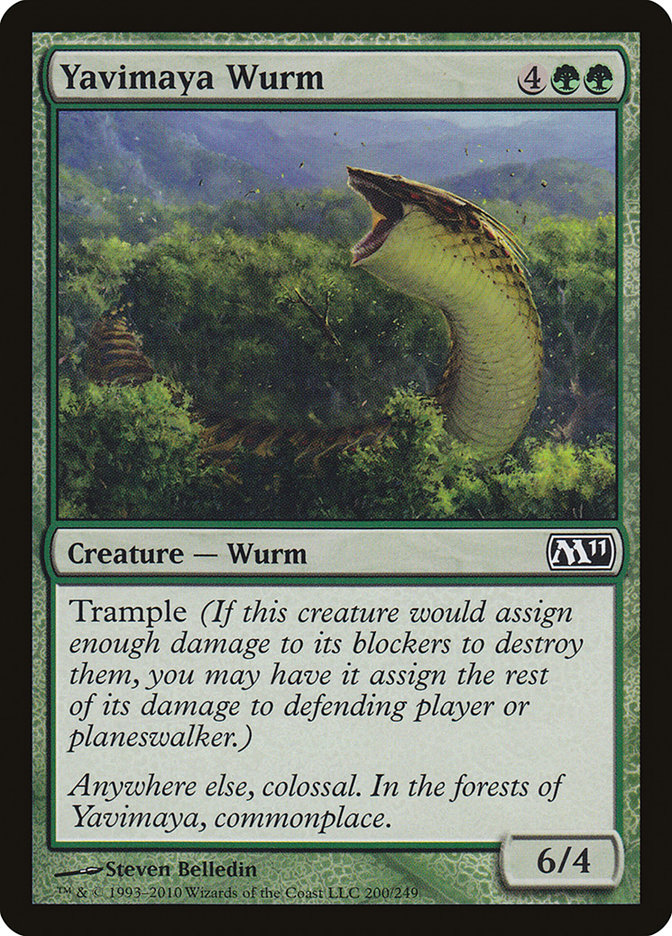 Yavimaya Wurm 4
Creature — Wurm M11
Trample (If this creature would assign
enough damage to its blockers to destroy
them, you may have it assign the rest
of its damage to defending player or
planeswalker.)
Anywhere else, colossal. In the forests of
Yavimaya, commonplace.
6/4
Steven Belledin
™ & © 1993–2010 Wizards of the Coast LLC 200/249